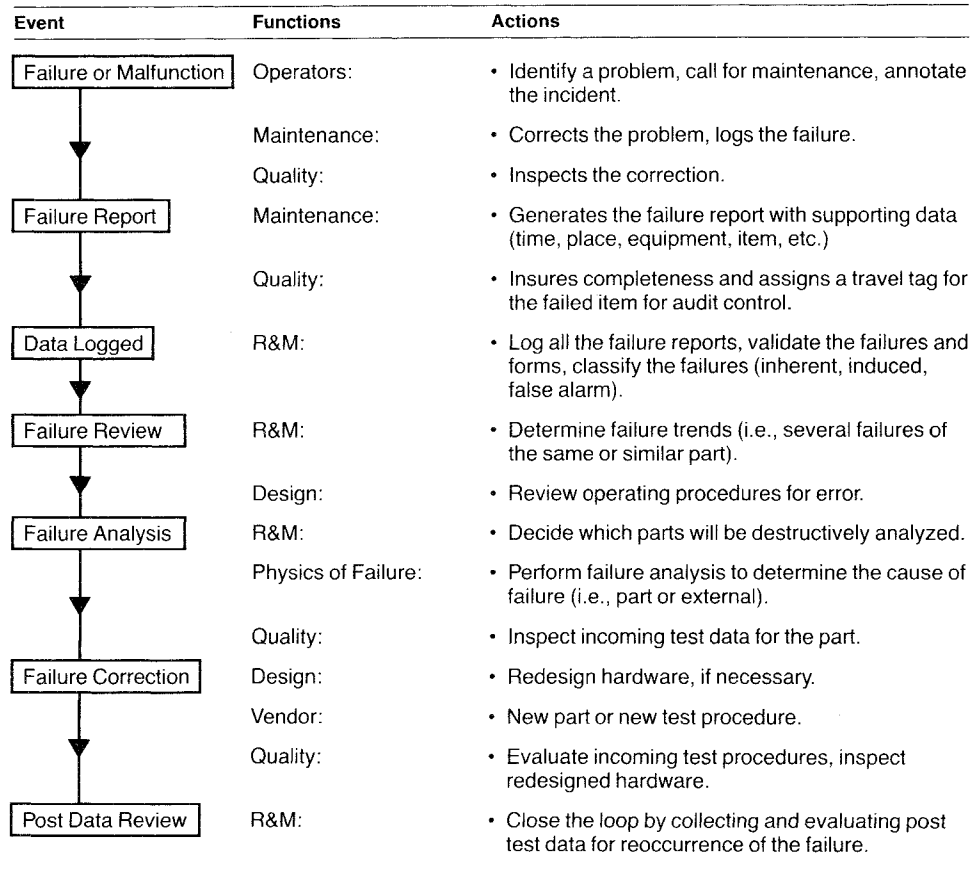 Event Functions Actions
Failure or Malfunction Operators: • Identify a problem, call for maintenance, annotate
the incident.
Maintenance: • Corrects the problem, logs the failure.
Quality: • Inspects the correction.
Failure Report Maintenance: • Generates the failure report with supporting data
(time, place, equipment, item, etc.)
Quality: • Insures completeness and assigns a travel tag for
the failed item for audit control.
Data Logged R&M: • Log all the failure reports, validate the failures and
forms, classify the failures (inherent, induced,
false alarm).
Failure Review R&M: • Determine failure trends (i.e., several failures of
the same or similar part).
Design: • Review operating procedures for error.
Failure Analysis R&M: • Decide which parts will be destructively analyzed.
Physics of Failure: • Perform failure analysis to determine the cause of
failure (i.e., part or external).
Quality: • Inspect incoming test data for the part.
Failure Correction Design: • Redesign hardware, if necessary.
Vendor: • New part or new test procedure.
Quality: • Evaluate incoming test procedures, inspect
redesigned hardware.
Post Data Review R&M: • Close the loop by collecting and evaluating post
test data for reoccurrence of the failure.